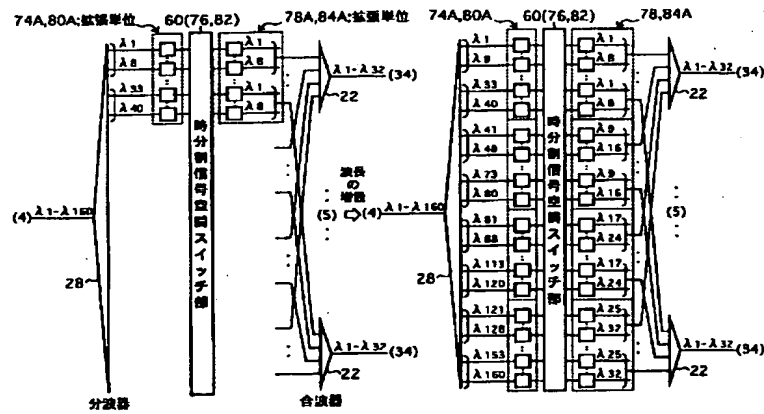 74A,80A;拡張単位
60(76,82)
78A,84A;拡張単位
λ1
λ8
λ33
λ40
時分割信号空間スイッチ部
λ1
λ8
λ1
λ8
λ1-λ32 (34)
22
(4) λ1-λ160
28
(5)
λ1-λ32 (34)
22
分波器
合波器
波長の増設
74A,80A
60(76,82)
78,84A
(4) λ1-λ160
28
λ1
λ9
λ33
λ40
λ41
λ48
λ73
λ80
λ81
λ88
λ113
λ120
λ121
λ128
λ153
λ160
時分割信号空間スイッチ部
λ1
λ8
λ1
λ8
λ9
λ16
λ9
λ16
λ17
λ24
λ17
λ24
λ25
λ32
λ25
λ32
λ1-λ32 (34)
22
(5)
λ1-λ32 (34)
22